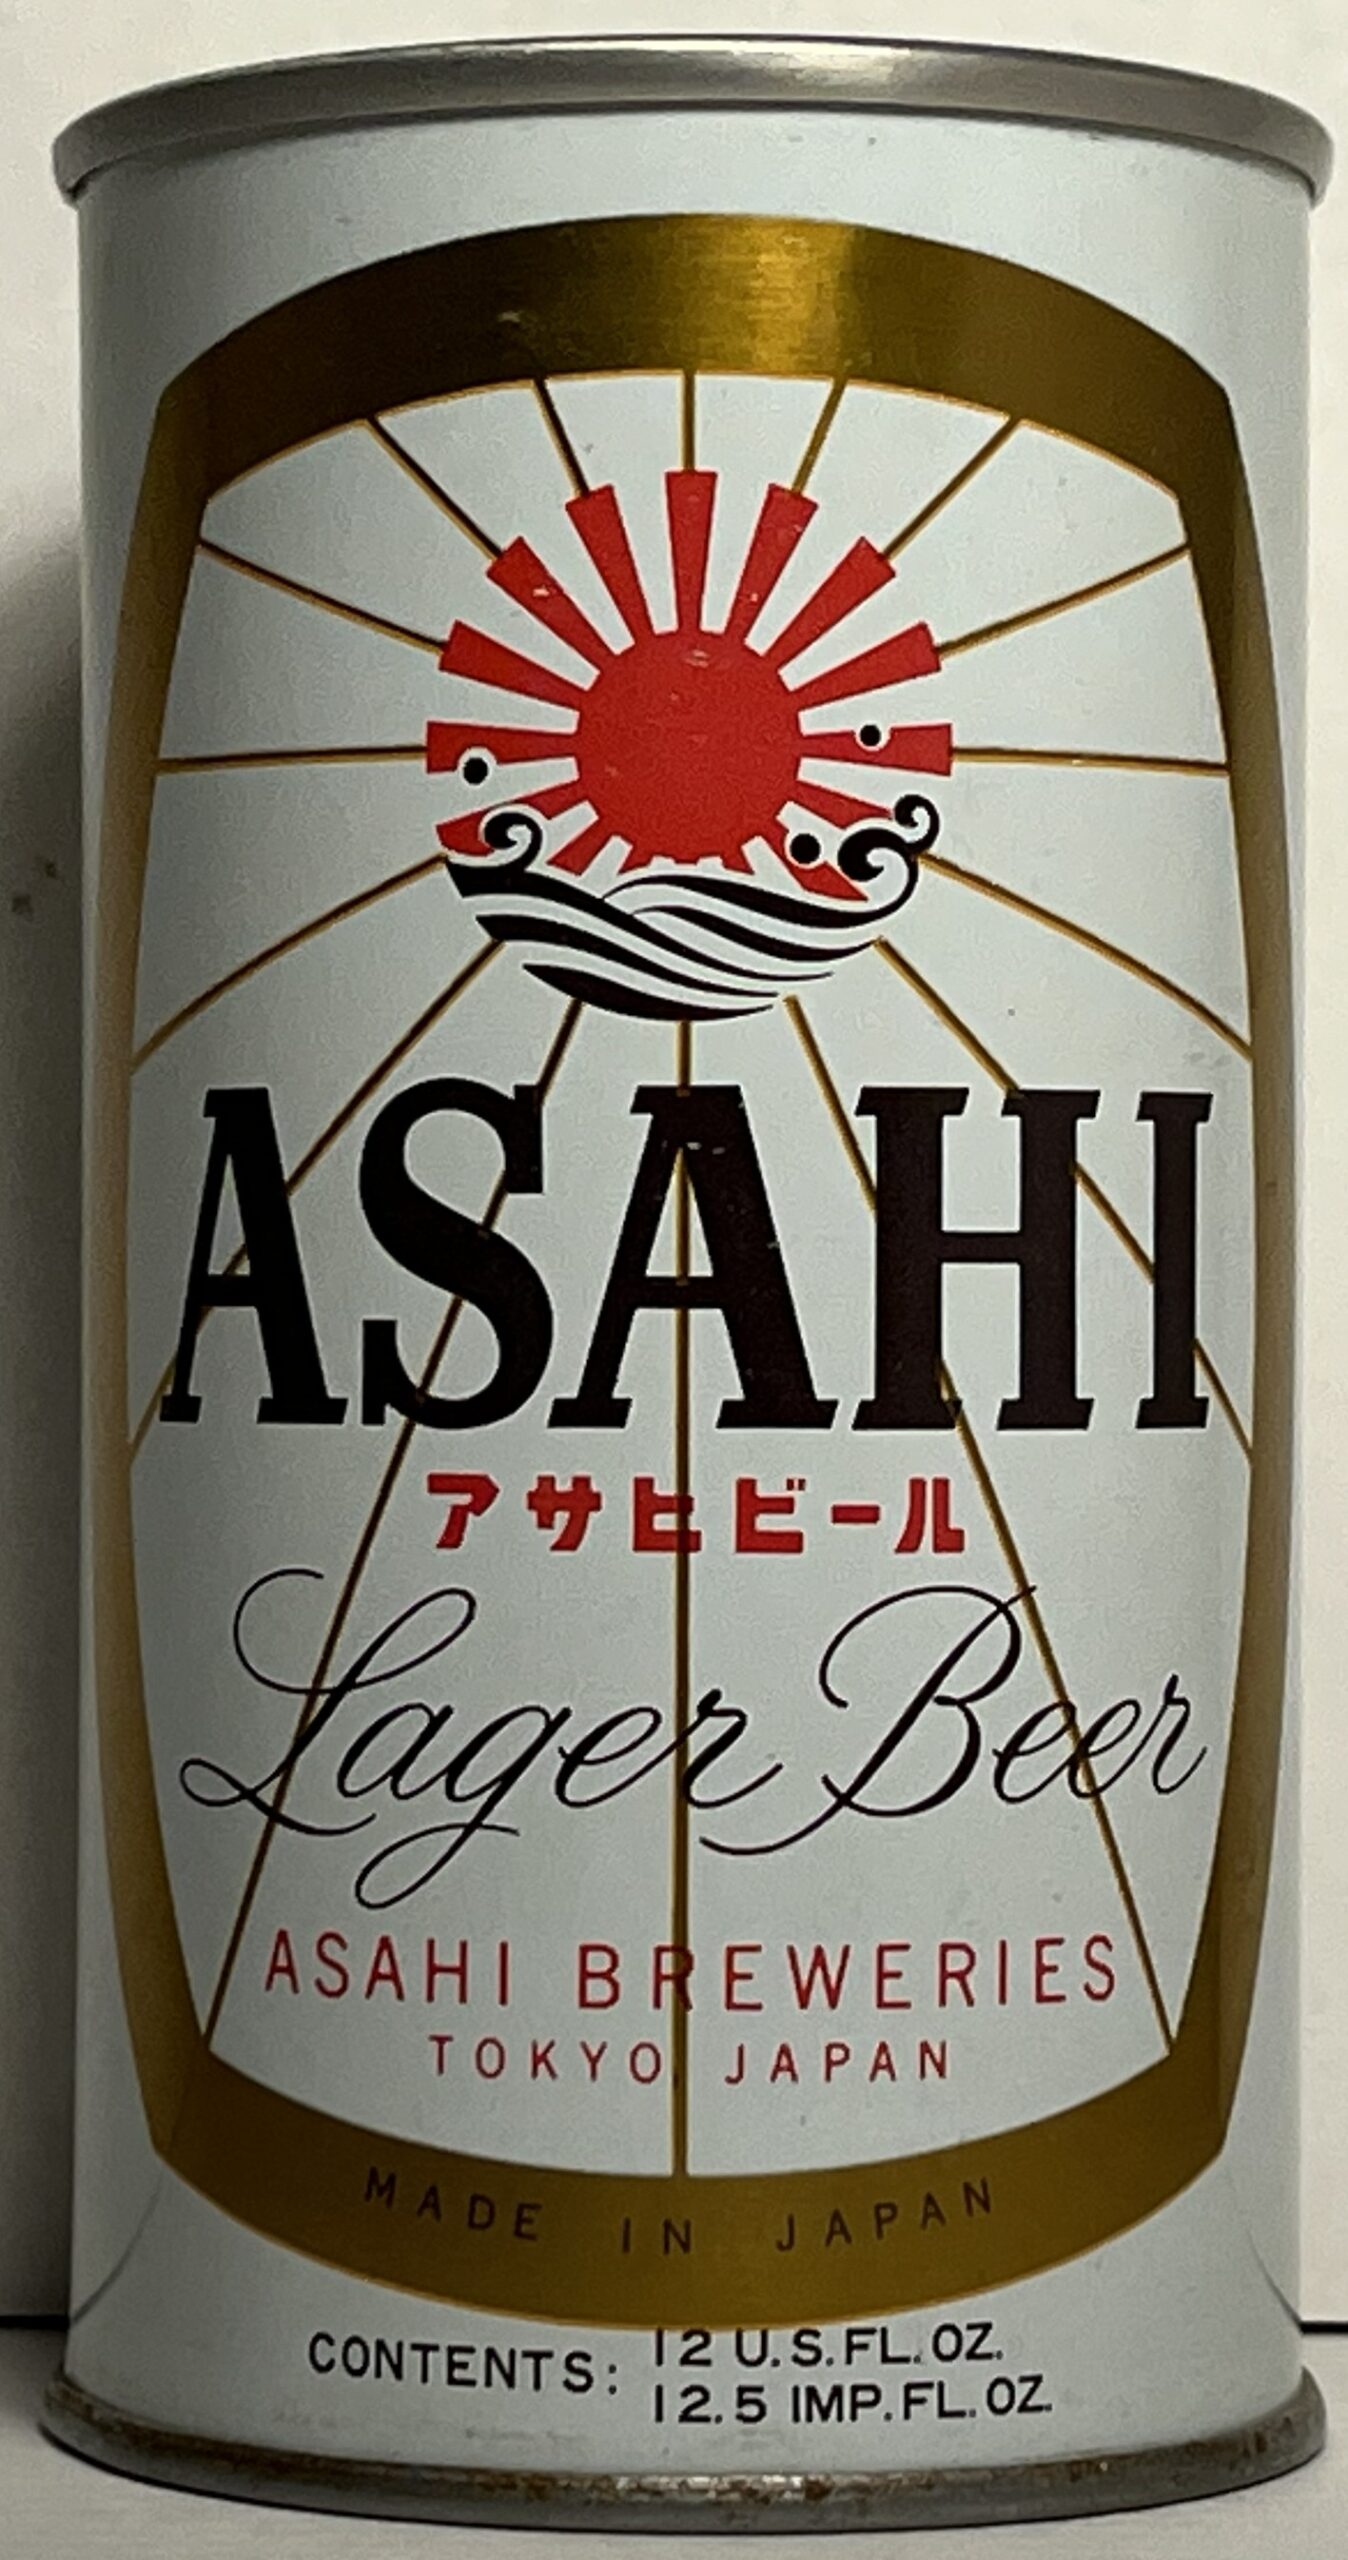 ASAHI
アサヒビール
Lager Beer
ASAHI BREWERIES
TOKYO JAPAN
MADE IN JAPAN
CONTENTS: 12 U.S.FL.OZ.
12.5 IMP.FL.OZ.